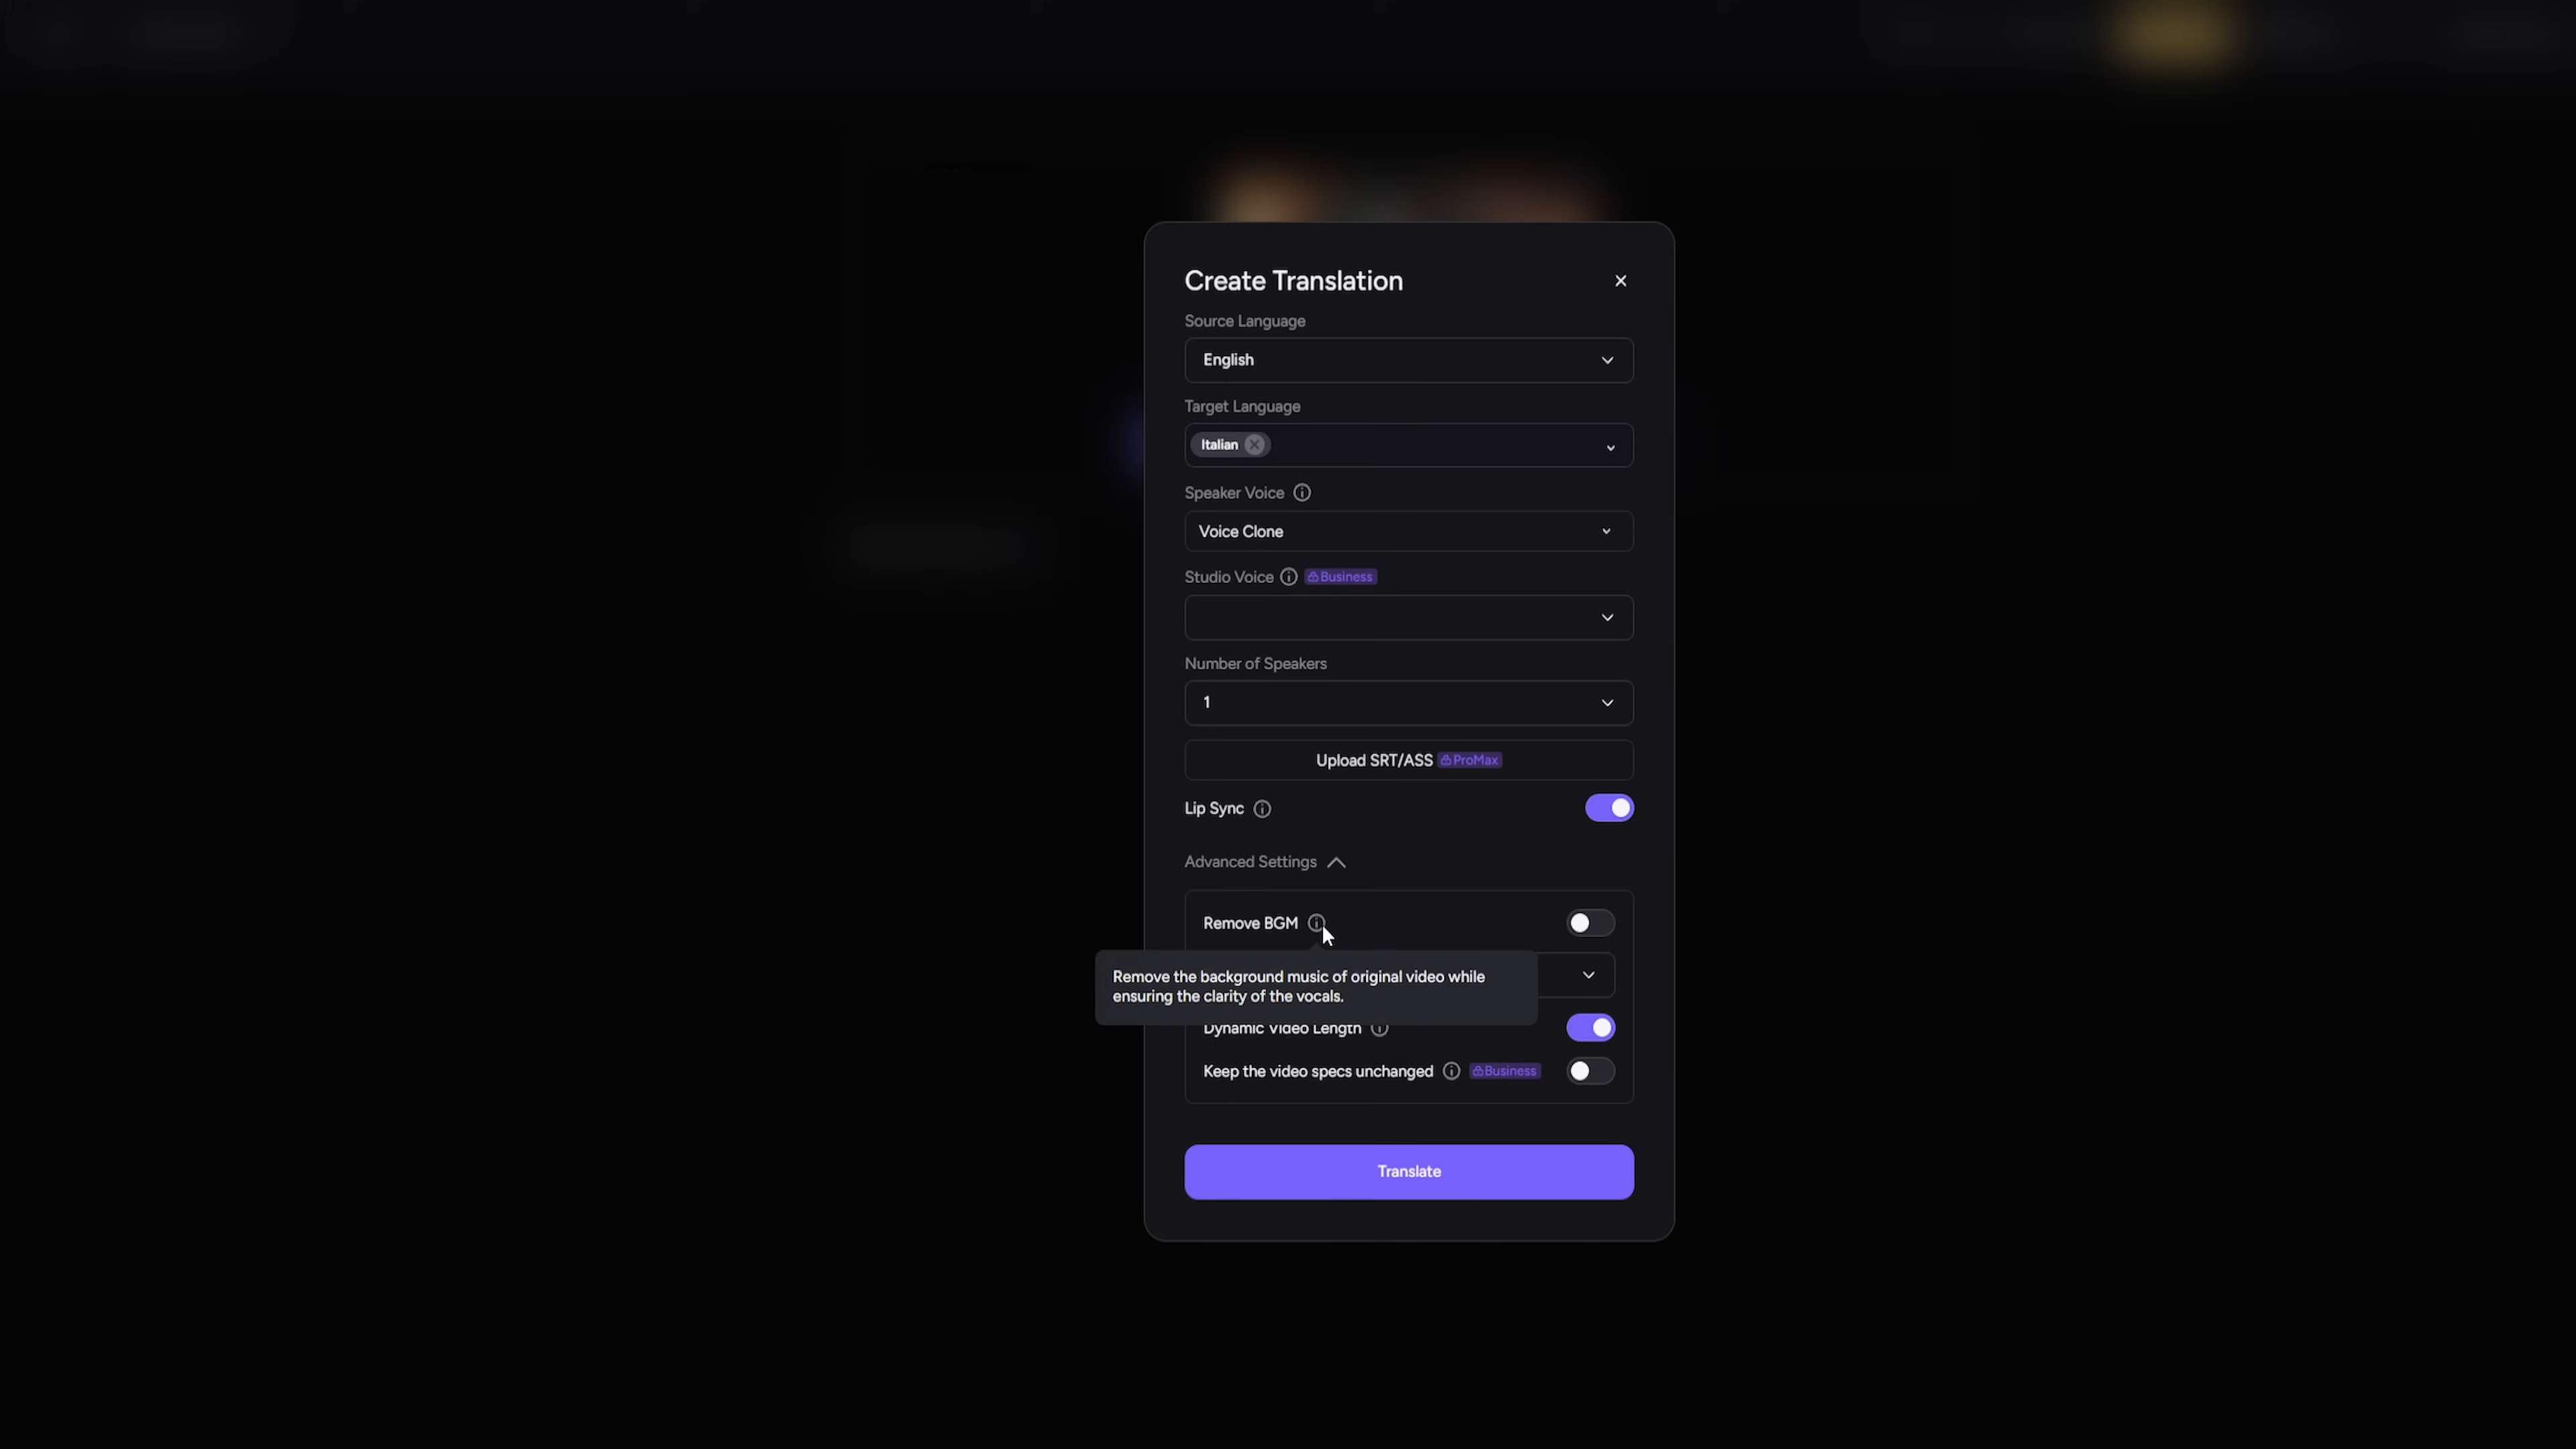 Create Translation
Source Language
English
Target Language
Italian
Speaker Voice
Voice Clone
Studio Voice Business
Number of Speakers
1
Upload SRT/ASS ProMax
Lip Sync
Advanced Settings
Remove BGM
Remove the background music of original video while
ensuring the clarity of the vocals.
Dynamic Video Length
Keep the video specs unchanged Business
Translate